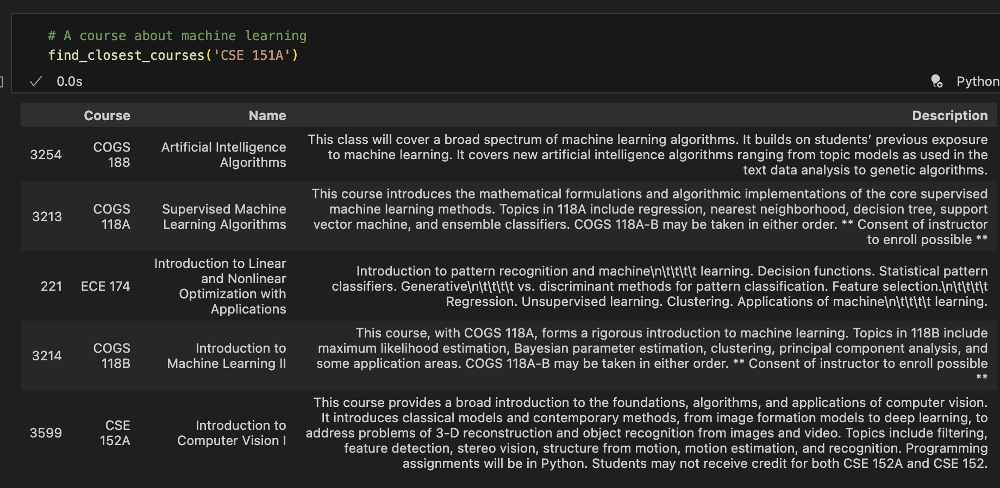 # A course about machine learning
find_closest_courses('CSE 151A')
] ✓ 0.0s Python
Course Name Description
3254 COGS 188 Artificial Intelligence Algorithms This class will cover a broad spectrum of machine learning algorithms. It builds on students’ previous exposure
to machine learning. It covers new artificial intelligence algorithms ranging from topic models as used in the
text data analysis to genetic algorithms.
3213 COGS 118A Supervised Machine Learning Algorithms This course introduces the mathematical formulations and algorithmic implementations of the core supervised
machine learning methods. Topics in 118A include regression, nearest neighborhood, decision tree, support
vector machine, and ensemble classifiers. COGS 118A-B may be taken in either order. ** Consent of instructor
to enroll possible **
221 ECE 174 Introduction to Linear and Nonlinear Optimization with Applications Introduction to pattern recognition and machine\n\t\t\t\t learning. Decision functions. Statistical pattern
classifiers. Generative\n\t\t\t\t vs. discriminant methods for pattern classification. Feature selection.\n\t\t\t\t
Regression. Unsupervised learning. Clustering. Applications of machine\n\t\t\t\t learning.
3214 COGS 118B Introduction to Machine Learning II This course, with COGS 118A, forms a rigorous introduction to machine learning. Topics in 118B include
maximum likelihood estimation, Bayesian parameter estimation, clustering, principal component analysis, and
some application areas. COGS 118A-B may be taken in either order. ** Consent of instructor to enroll possible
**
3599 CSE 152A Introduction to Computer Vision I This course provides a broad introduction to the foundations, algorithms, and applications of computer vision.
It introduces classical models and contemporary methods, from image formation models to deep learning, to
address problems of 3-D reconstruction and object recognition from images and video. Topics include filtering,
feature detection, stereo vision, structure from motion, motion estimation, and recognition. Programming
assignments will be in Python. Students may not receive credit for both CSE 152A and CSE 152.